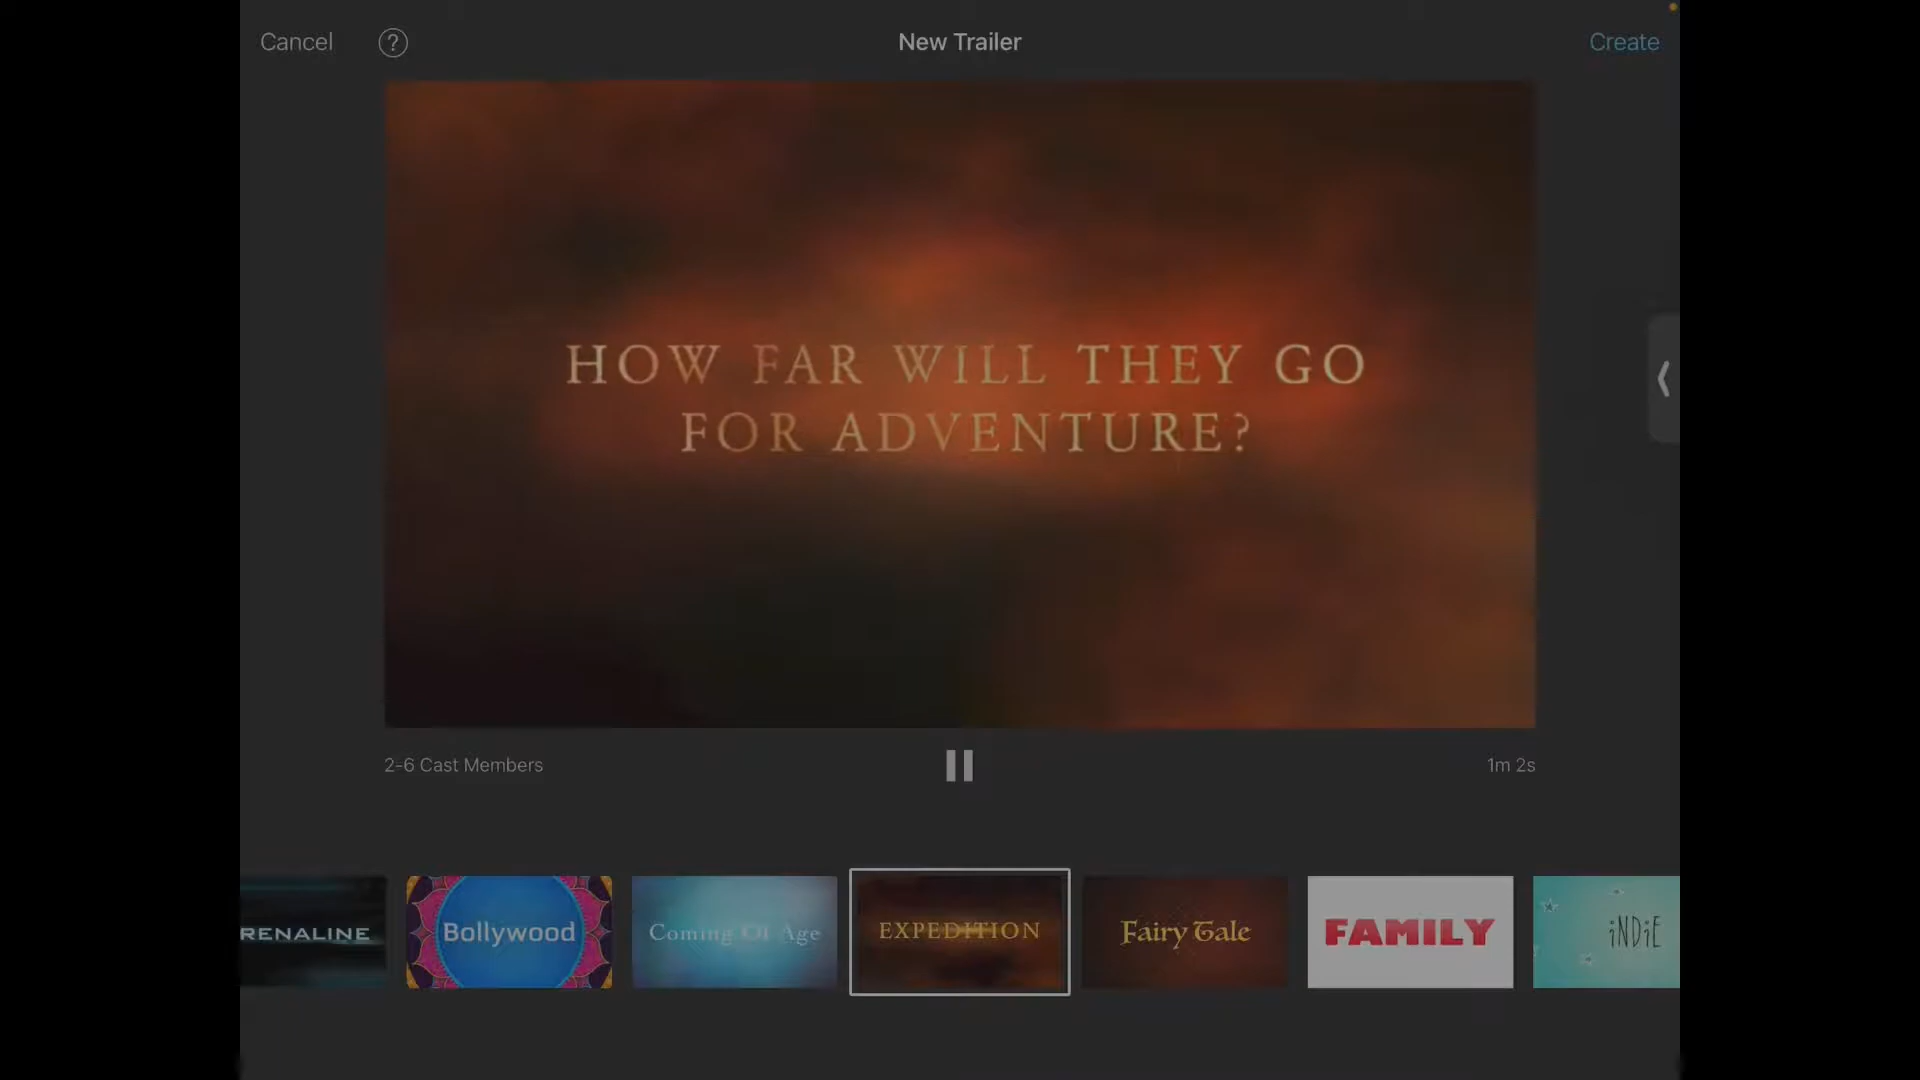 Cancel
?
New Trailer
Create
HOW FAR WILL THEY GO
FOR ADVENTURE?
2-6 Cast Members
1m 2s
RENALINE
Bollywood
Coming Of Age
EXPEDITION
Fairy Tale
FAMILY
iNDiE